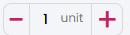 − 1 unit +